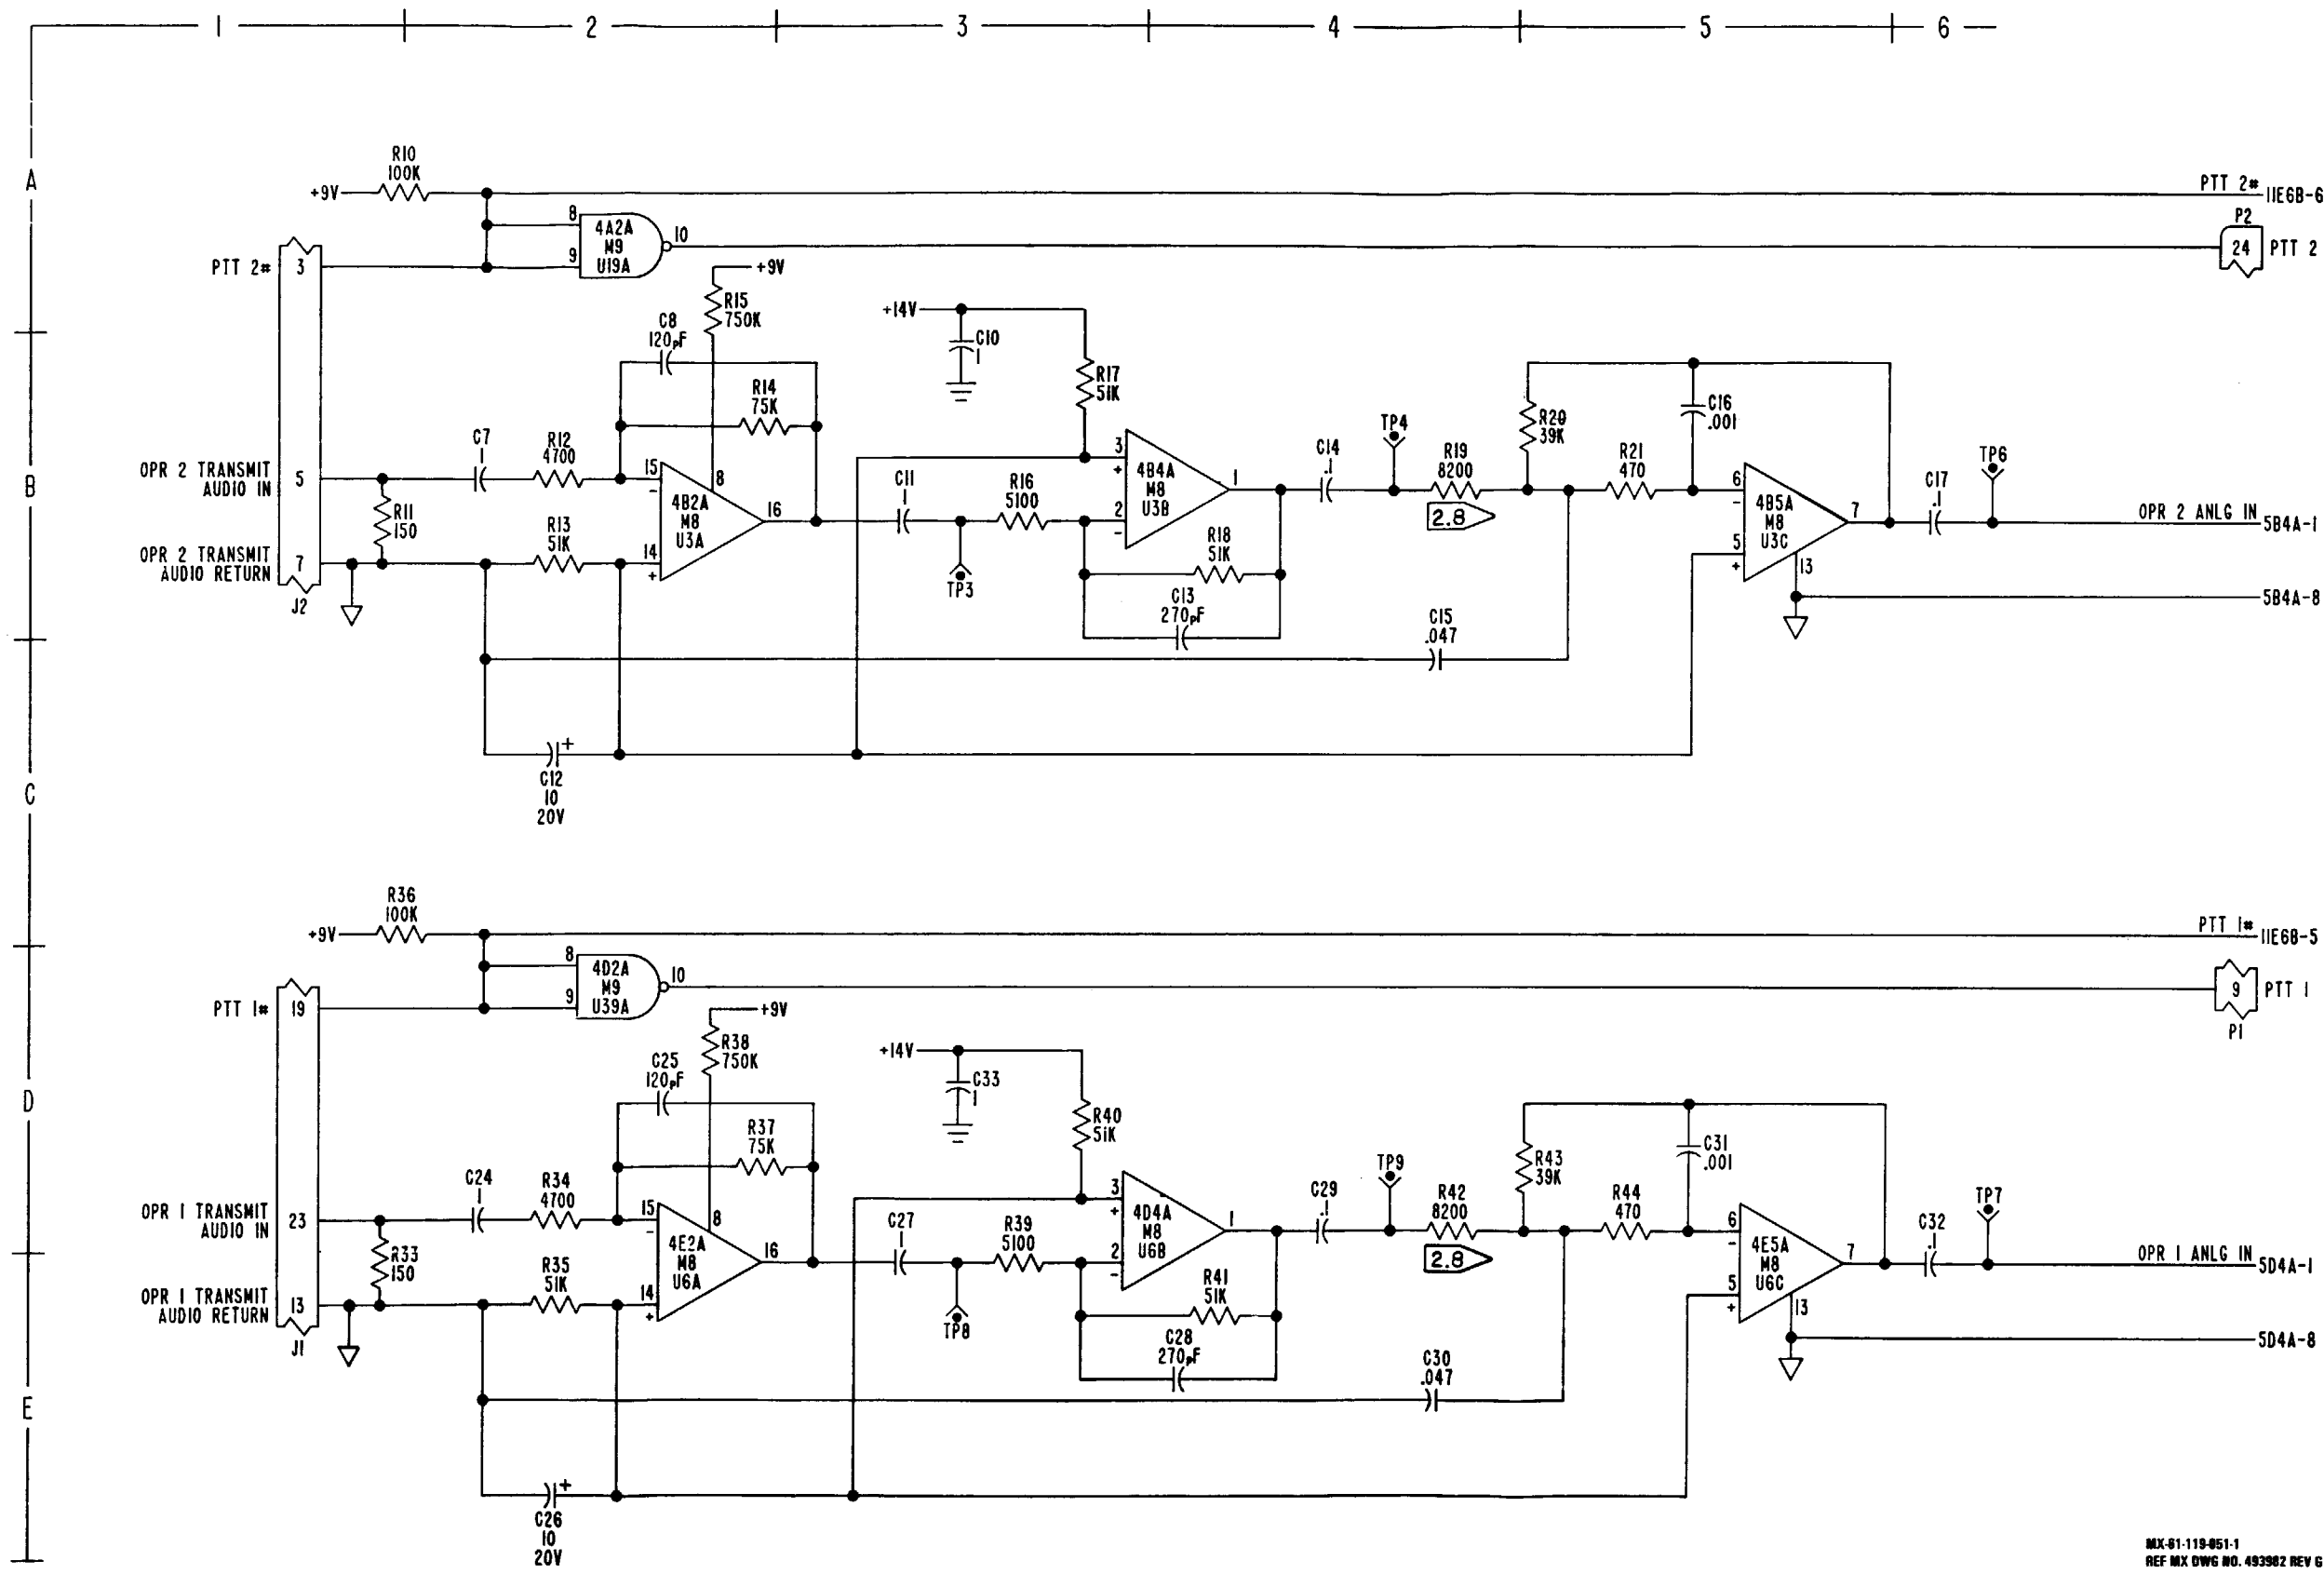 1 2 3 4 5 6
A
B
C
D
E
R10
100K
+9V
PTT 2* 11E6B-6
8
9
4A2A
M9
U19A
10
P2
24 PTT 2
PTT 2* 3
+9V
R15
750K
C8
120pF
R14
75K
+14V
C10
1
R17
51K
R20
39K
C16
.001
OPR 2 TRANSMIT
AUDIO IN
5
R11
150
OPR 2 TRANSMIT
AUDIO RETURN
7
J2
C7
1
R12
4700
R13
51K
15
-
14
+
8
4B2A
M8
U3A
16
C11
1
TP3
R16
5100
3
+
2
-
4B4A
M8
U3B
1
R18
51K
C13
270pF
C14
.1
TP4
R19
8200
2.8
R21
470
6
-
5
+
4B5A
M8
U3C
7
13
C17
.1
TP6
OPR 2 ANLG IN 5B4A-1
5B4A-8
C15
.047
C12
10
20V
+
R36
100K
+9V
PTT 1* 11E6B-5
8
9
4D2A
M9
U39A
10
9 PTT 1
P1
PTT 1* 19
+9V
R38
750K
C25
120pF
R37
75K
+14V
C33
1
R40
51K
R43
39K
C31
.001
OPR 1 TRANSMIT
AUDIO IN
23
R33
150
OPR 1 TRANSMIT
AUDIO RETURN
13
J1
C24
1
R34
4700
R35
51K
15
-
14
+
8
4E2A
M8
U6A
16
C27
1
TP8
R39
5100
3
+
2
-
4D4A
M8
U6B
1
R41
51K
C28
270pF
C29
.1
TP9
R42
8200
2.8
R44
470
6
-
5
+
4E5A
M8
U6C
7
13
C32
.1
TP7
OPR 1 ANLG IN 5D4A-1
5D4A-8
C30
.047
C26
10
20V
+
MX-61-119-051-1
REF MX DWG NO. 493982 REV G